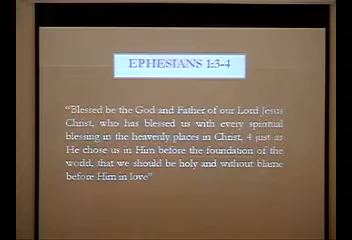 EPHESIANS 1:3-4
“Blessed be the God and Father of our Lord Jesus
Christ, who has blessed us with every spiritual
blessing in the heavenly places in Christ, 4 just as
He chose us in Him before the foundation of the
world, that we should be holy and without blame
before Him in love”